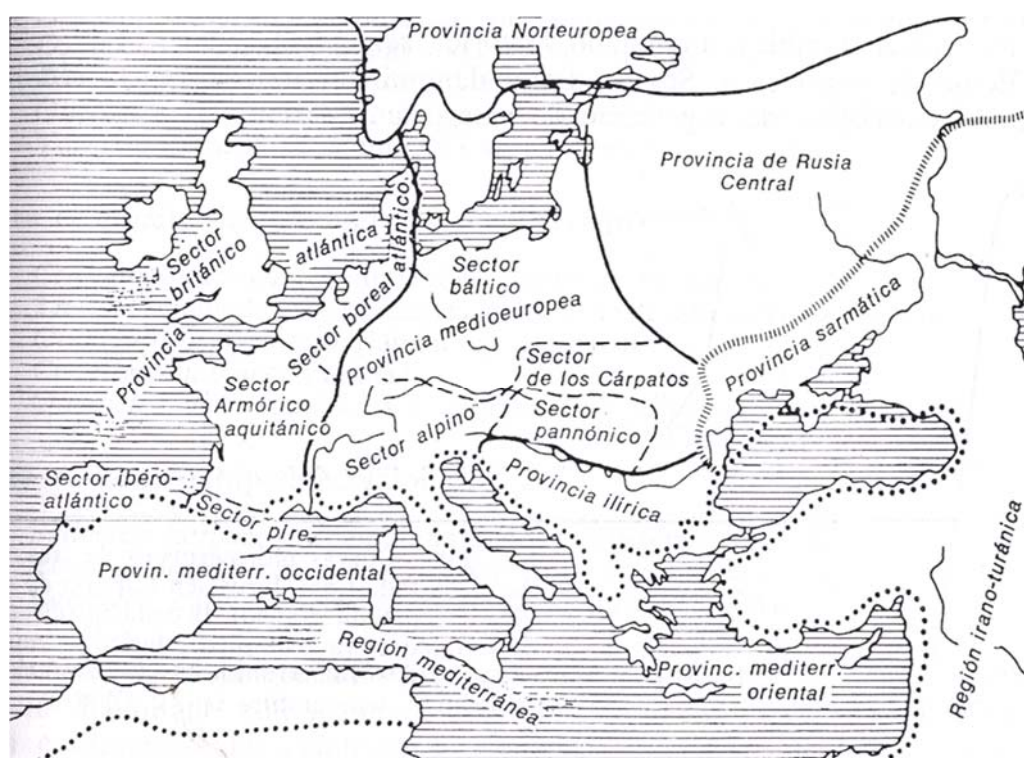 Provincia Norteuropea
Provincia de Rusia
Central
Sector
británico
atlántica
Sector boreal atlántico.
Sector
báltico
Provincia medioeuropea
Provincia sarmática
Provincia
Sector
Armórico
aquitánico
Sector
de los Cárpatos
Sector
pannónico
Sector alpino
Provincia ilírica
Sector ibero-
atlántico
Sector pire.
Provin. mediterr. occidental
Región mediterránea
Provinc. mediterr.
oriental
Región irano-turánica